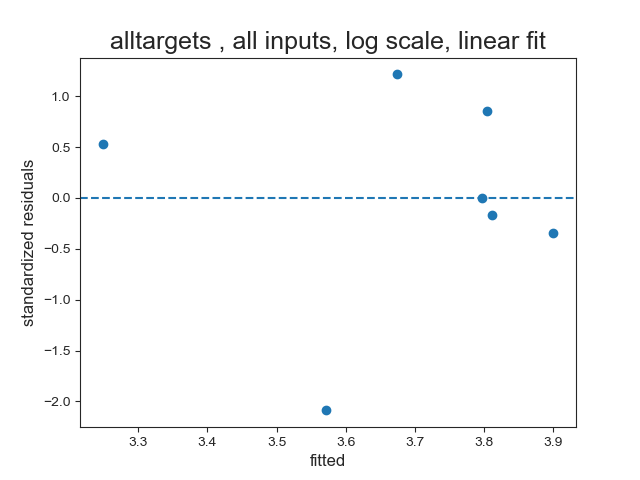 alltargets , all inputs, log scale, linear fit
1.0
0.5
0.0
−0.5
−1.0
−1.5
−2.0
standardized residuals
3.3 3.4 3.5 3.6 3.7 3.8 3.9
fitted